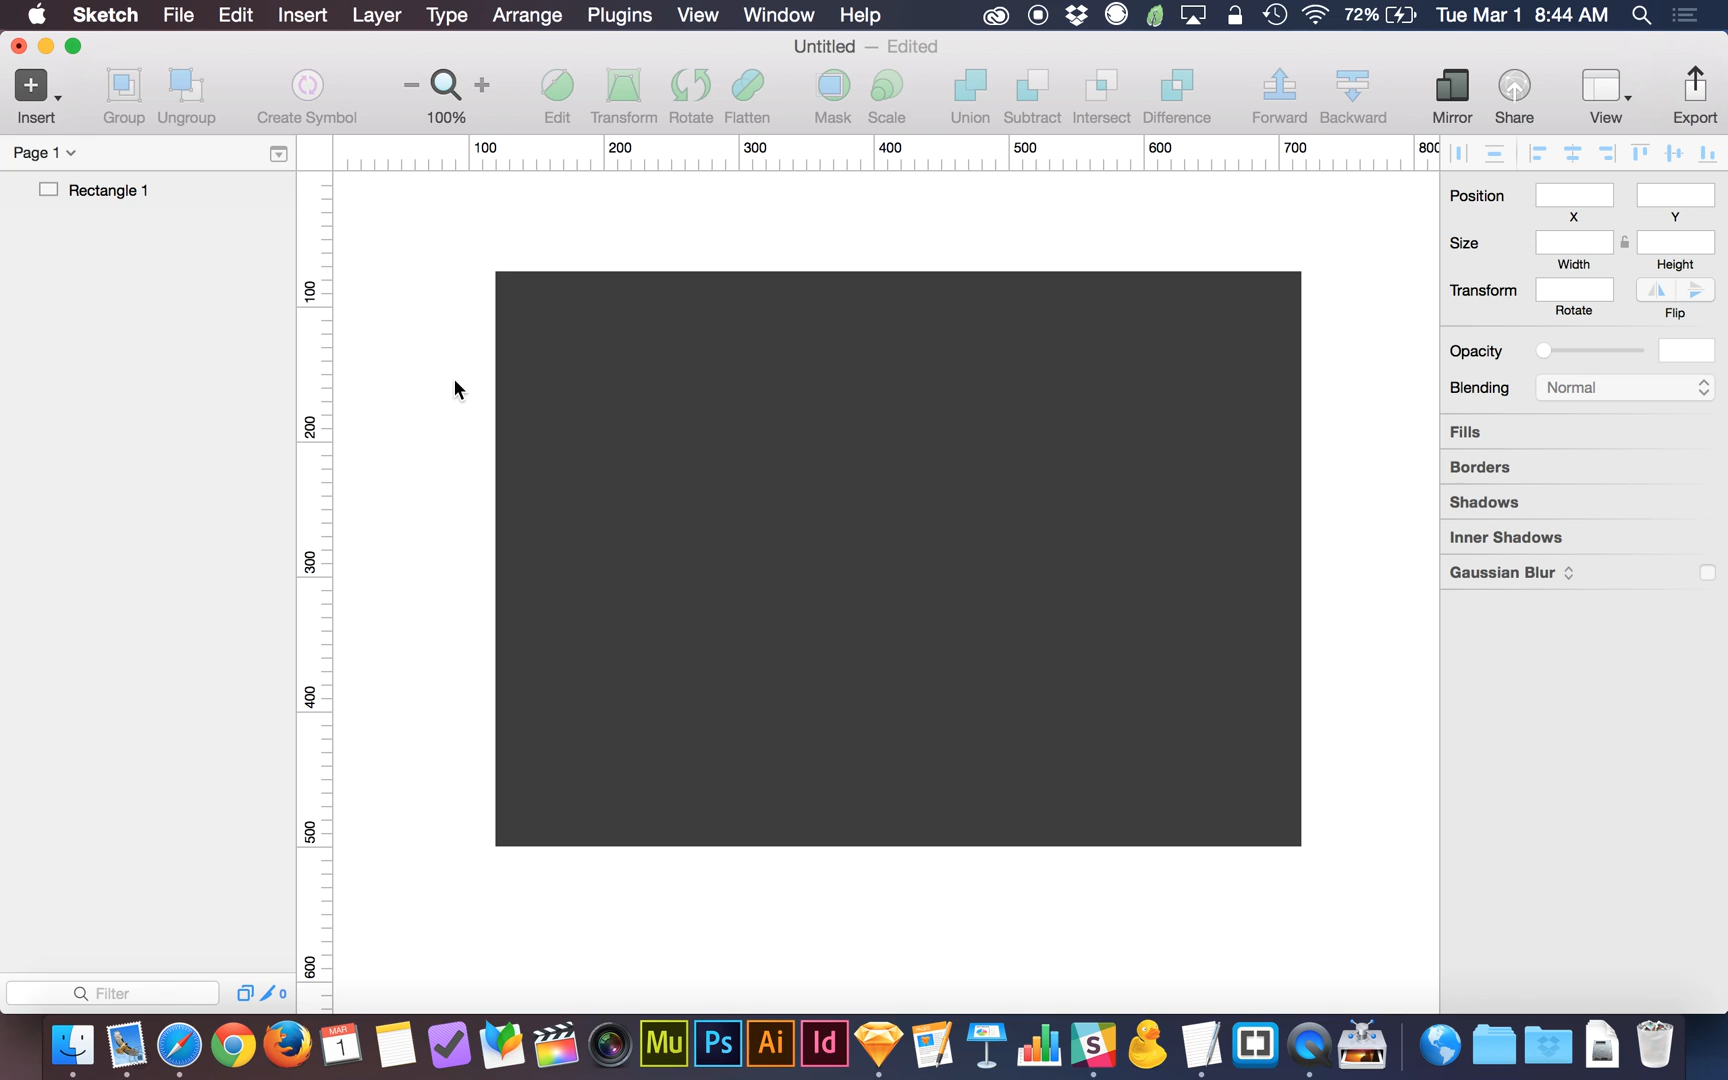 Sketch File Edit Insert Layer Type Arrange Plugins View Window Help 72% Tue Mar 1 8:44 AM
Untitled — Edited
Insert Group Ungroup Create Symbol 100% Edit Transform Rotate Flatten Mask Scale Union Subtract Intersect Difference Forward Backward Mirror Share View Export
Page 1
100 200 300 400 500 600 700 800
Rectangle 1
100
200
300
400
500
600
Position
X Y
Size
Width Height
Transform
Rotate Flip
Opacity
Blending Normal
Fills
Borders
Shadows
Inner Shadows
Gaussian Blur
Filter 0
MAR
1 Mu Ps Ai Id S